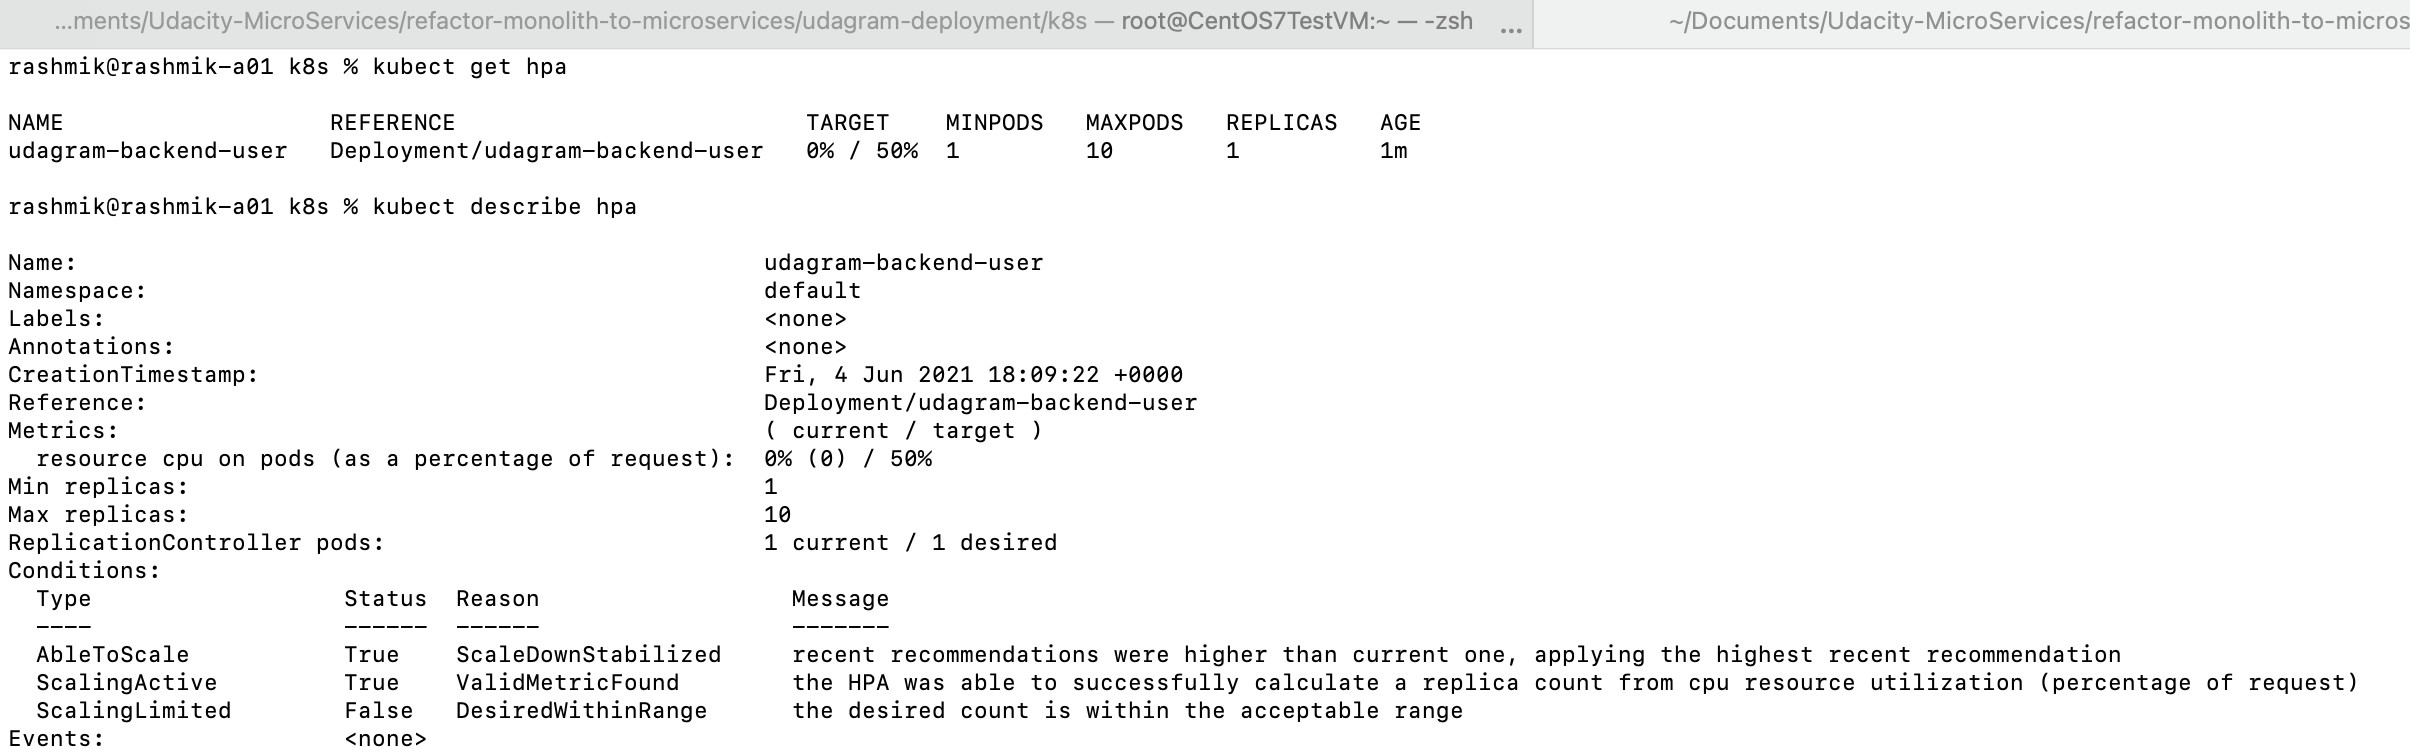 ...ments/Udacity-MicroServices/refactor-monolith-to-microservices/udagram-deployment/k8s — root@CentOS7TestVM:~ — -zsh ... ~/Documents/Udacity-MicroServices/refactor-monolith-to-micros
rashmik@rashmik-a01 k8s % kubect get hpa
NAME REFERENCE TARGET MINPODS MAXPODS REPLICAS AGE
udagram-backend-user Deployment/udagram-backend-user 0% / 50% 1 10 1 1m
rashmik@rashmik-a01 k8s % kubect describe hpa
Name: udagram-backend-user
Namespace: default
Labels: <none>
Annotations: <none>
CreationTimestamp: Fri, 4 Jun 2021 18:09:22 +0000
Reference: Deployment/udagram-backend-user
Metrics: ( current / target )
resource cpu on pods (as a percentage of request): 0% (0) / 50%
Min replicas: 1
Max replicas: 10
ReplicationController pods: 1 current / 1 desired
Conditions:
Type Status Reason Message
---- ------ ------ -------
AbleToScale True ScaleDownStabilized recent recommendations were higher than current one, applying the highest recent recommendation
ScalingActive True ValidMetricFound the HPA was able to successfully calculate a replica count from cpu resource utilization (percentage of request)
ScalingLimited False DesiredWithinRange the desired count is within the acceptable range
Events: <none>